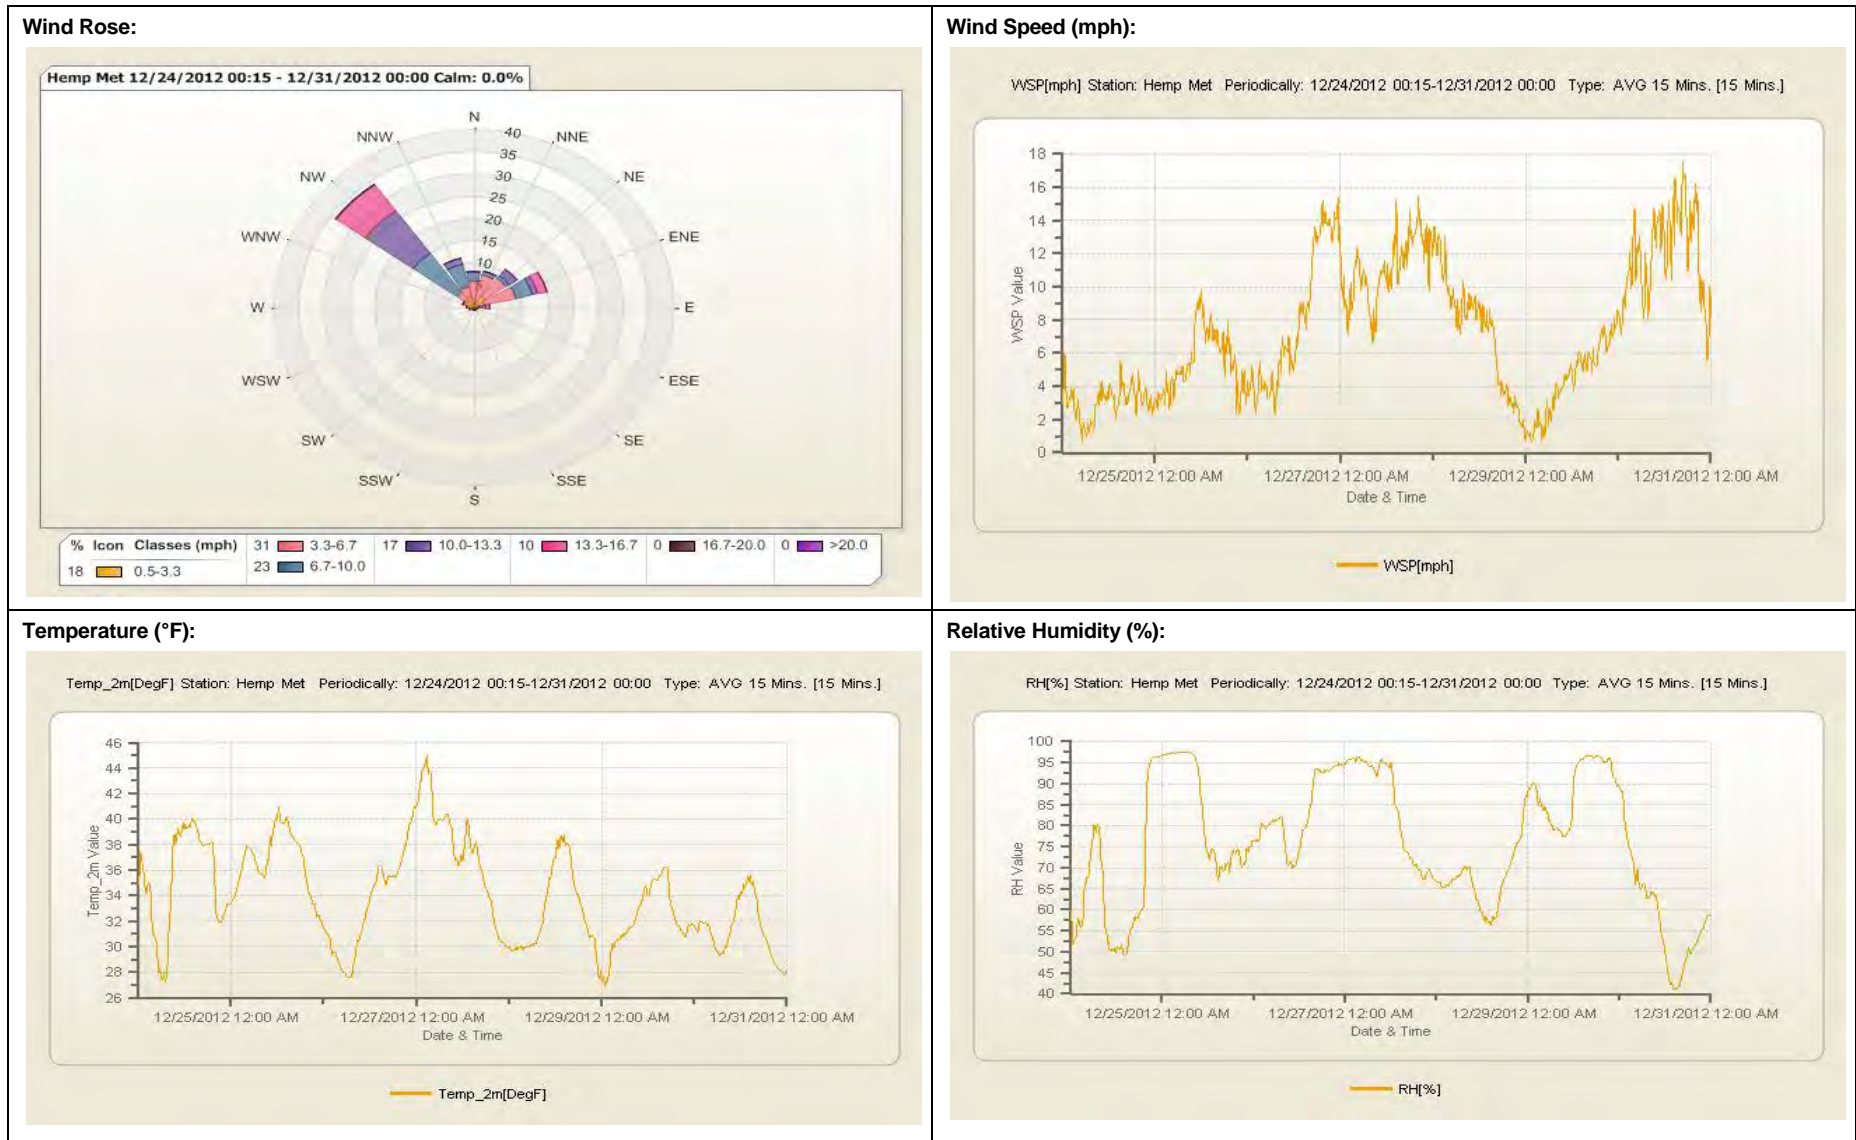 Wind Rose:
Hemp Met 12/24/2012 00:15 - 12/31/2012 00:00 Calm: 0.0%
N
NNW
40
NNE
35
NW
30
NE
25
20
WNW
15
ENE
10
W
E
WSW
ESE
SW
SE
SSW
SSE
S
% Icon Classes (mph) 31 3.3-6.7 17 10.0-13.3 10 13.3-16.7 0 16.7-20.0 0 >20.0
18 0.5-3.3 23 6.7-10.0
Wind Speed (mph):
WSP[mph] Station: Hemp Met Periodically: 12/24/2012 00:15-12/31/2012 00:00 Type: AVG 15 Mins. [15 Mins.]
18
16
14
12
10
8
6
4
2
0
WSP Value
12/25/2012 12:00 AM 12/27/2012 12:00 AM 12/29/2012 12:00 AM 12/31/2012 12:00 AM
Date & Time
WSP[mph]
Temperature (°F):
Temp_2m[DegF] Station: Hemp Met Periodically: 12/24/2012 00:15-12/31/2012 00:00 Type: AVG 15 Mins. [15 Mins.]
46
44
42
40
38
36
34
32
30
28
26
Temp_2m Value
12/25/2012 12:00 AM 12/27/2012 12:00 AM 12/29/2012 12:00 AM 12/31/2012 12:00 AM
Date & Time
Temp_2m[DegF]
Relative Humidity (%):
RH[%] Station: Hemp Met Periodically: 12/24/2012 00:15-12/31/2012 00:00 Type: AVG 15 Mins. [15 Mins.]
100
95
90
85
80
75
70
65
60
55
50
45
40
RH Value
12/25/2012 12:00 AM 12/27/2012 12:00 AM 12/29/2012 12:00 AM 12/31/2012 12:00 AM
Date & Time
RH[%]